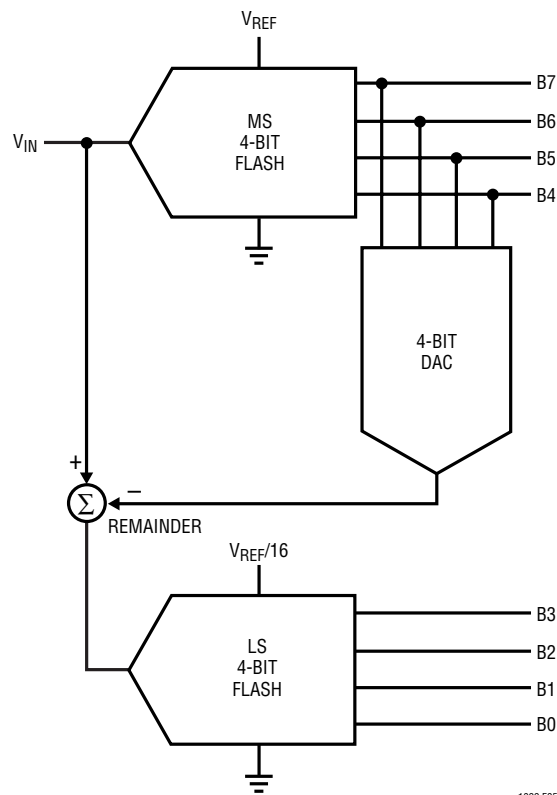 VREF
B7
MS
4-BIT
FLASH
B6
VIN
B5
B4
4-BIT
DAC
+
−
Σ
REMAINDER
VREF/16
B3
LS
4-BIT
FLASH
B2
B1
B0